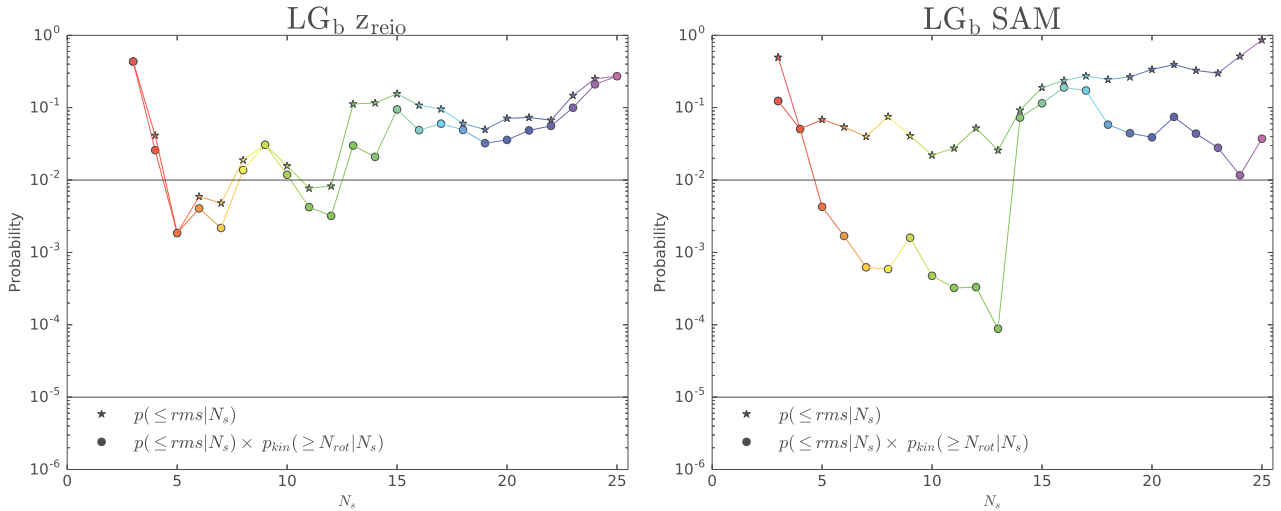 LG_b z_reio
10^0
10^-1
10^-2
10^-3
10^-4
10^-5
10^-6
Probability
0 5 10 15 20 25
N_s
p(≤rms|N_s)
p(≤rms|N_s)× p_kin(≥N_rot|N_s)
LG_b SAM
10^0
10^-1
10^-2
10^-3
10^-4
10^-5
10^-6
Probability
0 5 10 15 20 25
N_s
p(≤rms|N_s)
p(≤rms|N_s)× p_kin(≥N_rot|N_s)